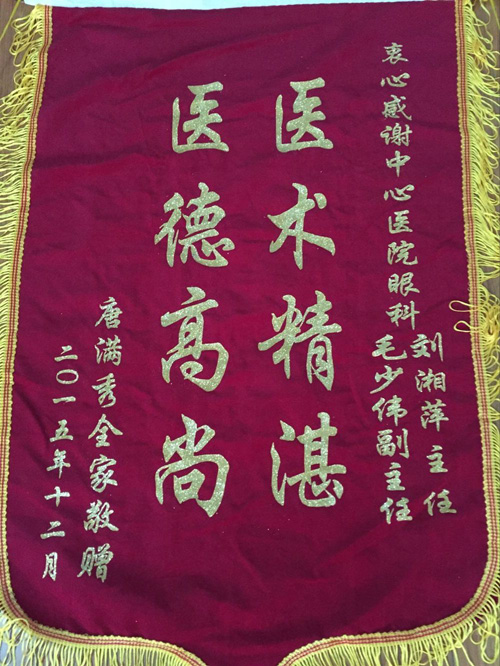 衷心感谢中心医院眼科
刘湘萍主任
毛少伟副主任
医术精湛
医德高尚
唐满秀全家敬赠
二〇一五年十二月